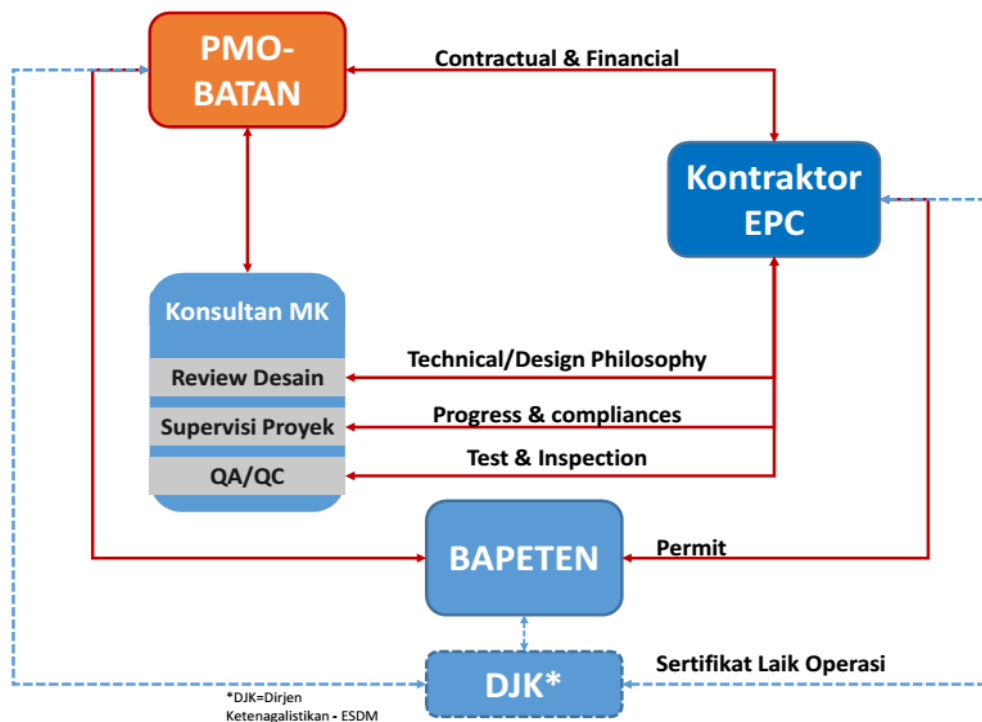 PMO-
BATAN
Contractual & Financial
Kontraktor
EPC
Konsultan MK
Review Desain
Technical/Design Philosophy
Supervisi Proyek
Progress & compliances
QA/QC
Test & Inspection
BAPETEN
Permit
DJK*
Sertifikat Laik Operasi
*DJK=Dirjen
Ketenagalistikan - ESDM